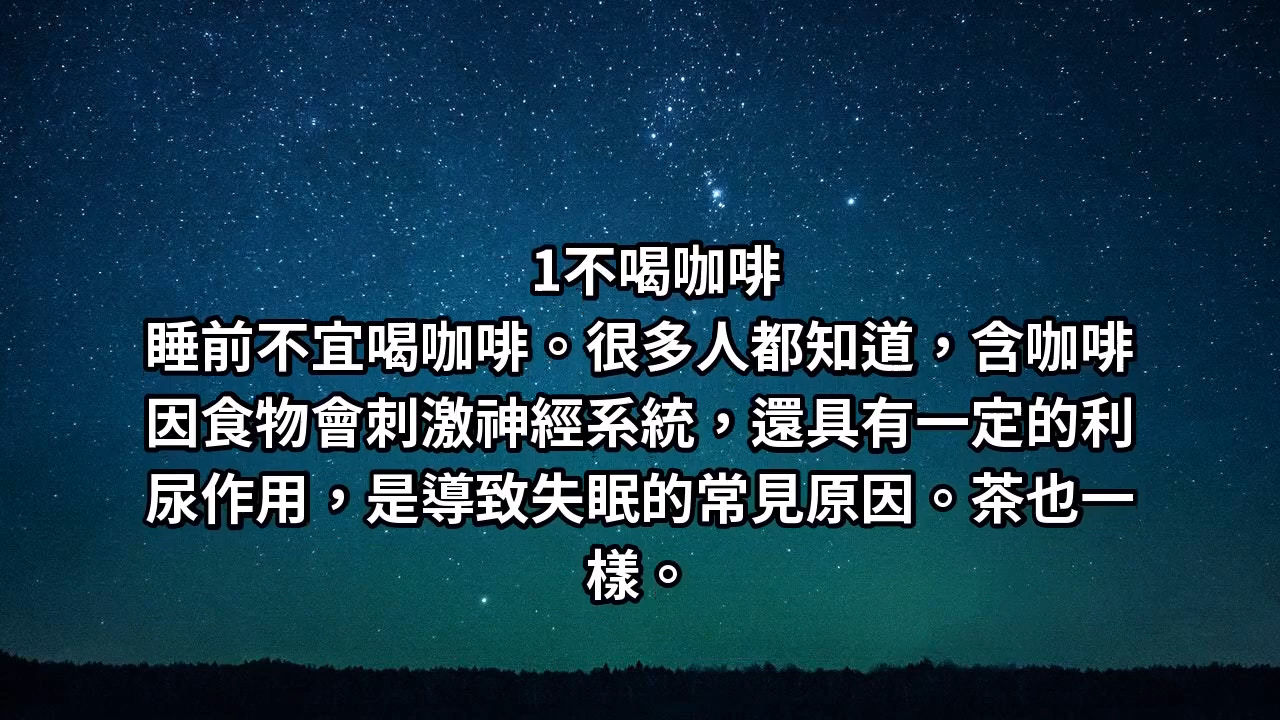 1不喝咖啡
睡前不宜喝咖啡。很多人都知道，含咖啡
因食物會刺激神經系統，還具有一定的利
尿作用，是導致失眠的常見原因。茶也一
樣。